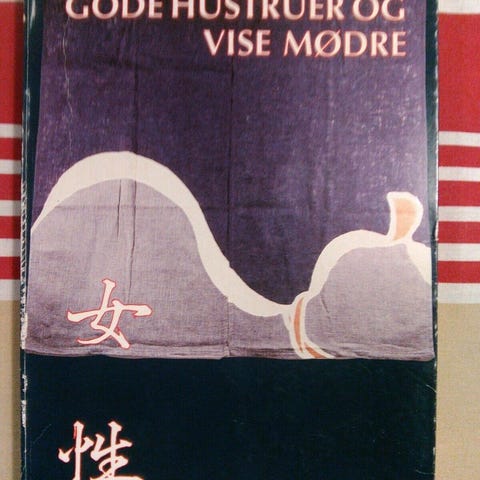 GODE HUSTRUER OG
VISE MØDRE
女
性